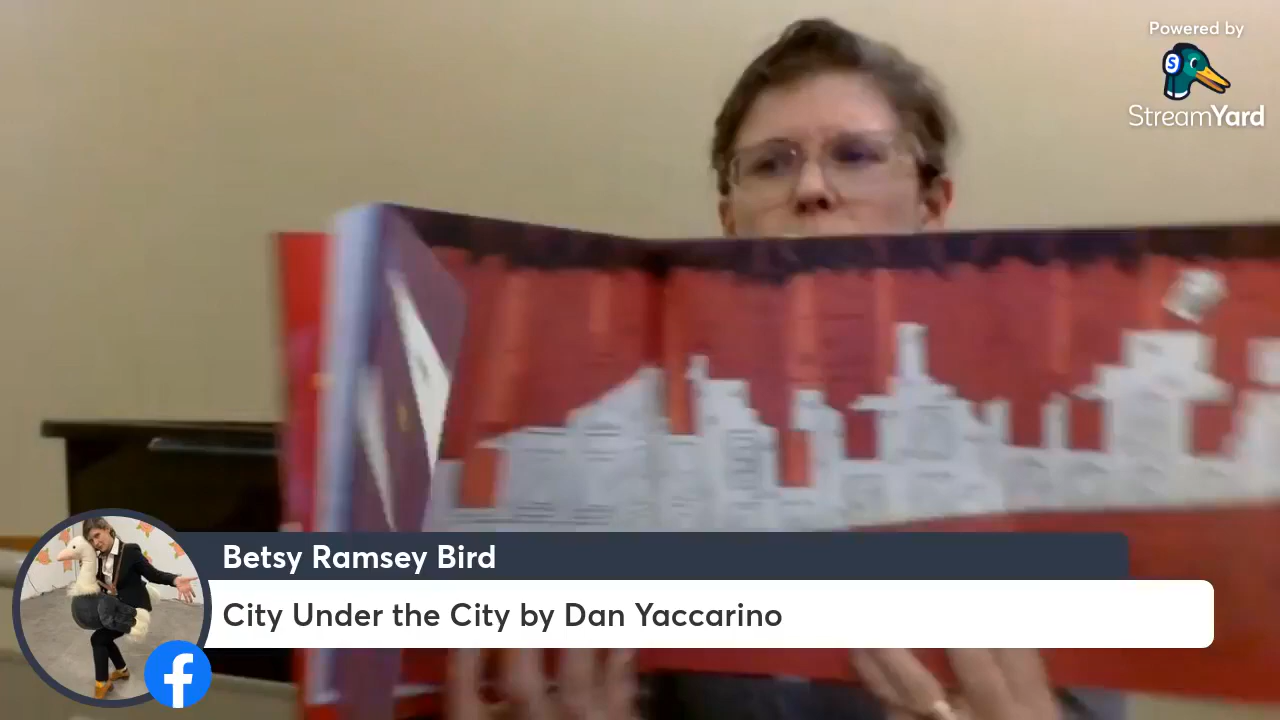 Powered by
StreamYard
Betsy Ramsey Bird
City Under the City by Dan Yaccarino